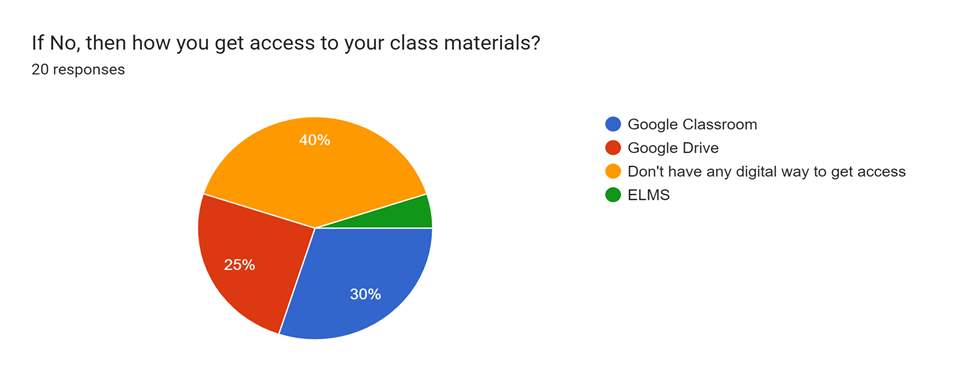 If No, then how you get access to your class materials?
20 responses
40%
25%
30%
Google Classroom
Google Drive
Don't have any digital way to get access
ELMS